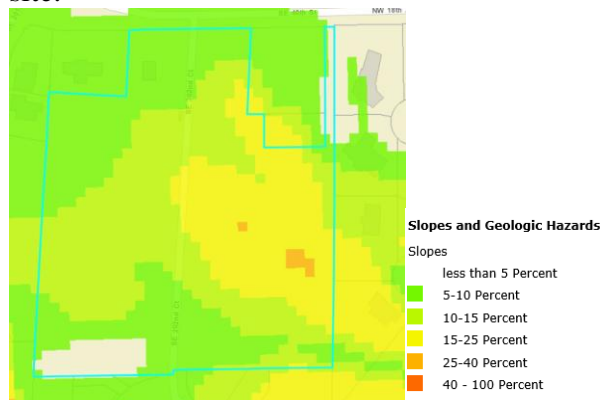 NW 18th
Slopes and Geologic Hazards
Slopes
less than 5 Percent
5-10 Percent
10-15 Percent
15-25 Percent
25-40 Percent
40 - 100 Percent